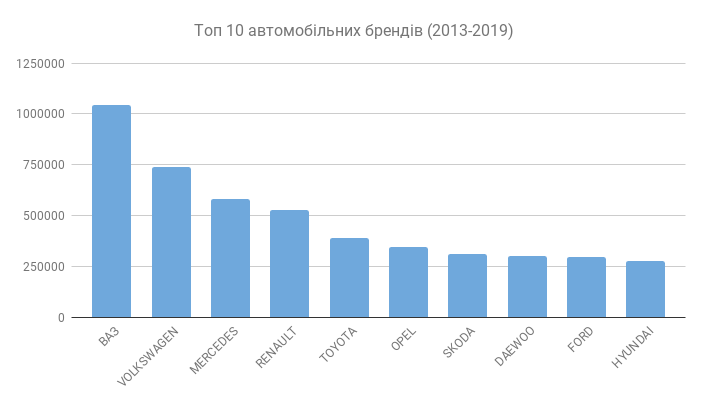 Топ 10 автомобільних брендів (2013-2019)
1250000
1000000
750000
500000
250000
0
ВАЗ
VOLKSWAGEN
MERCEDES
RENAULT
TOYOTA
OPEL
SKODA
DAEWOO
FORD
HYUNDAI